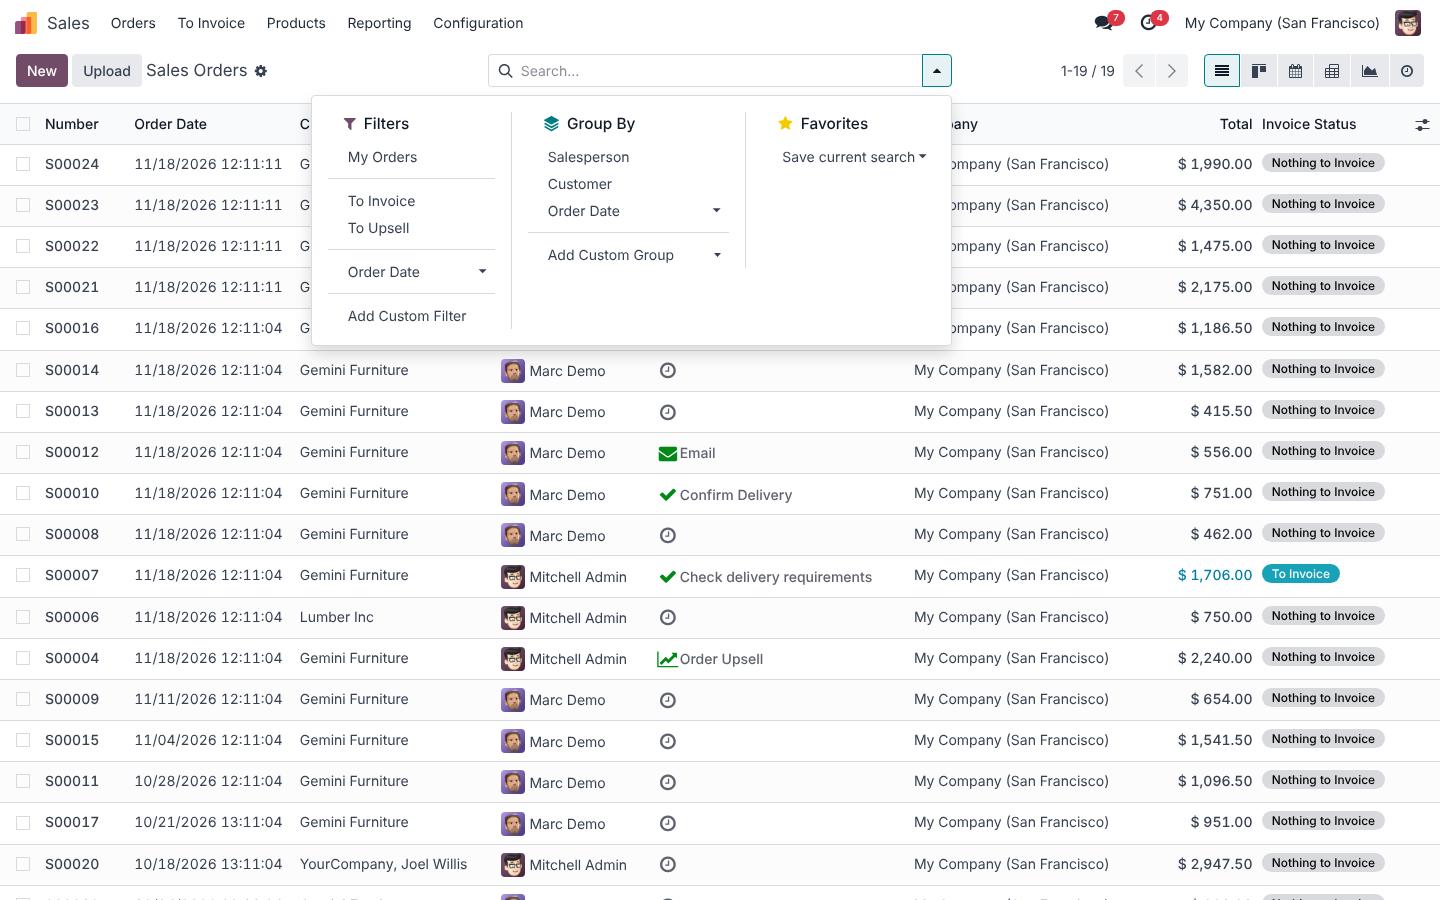 Sales Orders To Invoice Products Reporting Configuration 7 4 My Company (San Francisco)
New Upload Sales Orders Search... 1-19 / 19
Number Order Date C Filters Group By Favorites any Total Invoice Status
S00024 11/18/2026 12:11:11 G My Orders Salesperson Save current search ompany (San Francisco) $ 1,990.00 Nothing to Invoice
Customer
S00023 11/18/2026 12:11:11 G To Invoice Order Date ompany (San Francisco) $ 4,350.00 Nothing to Invoice
To Upsell
S00022 11/18/2026 12:11:11 G Add Custom Group ompany (San Francisco) $ 1,475.00 Nothing to Invoice
Order Date
S00021 11/18/2026 12:11:11 G ompany (San Francisco) $ 2,175.00 Nothing to Invoice
Add Custom Filter
S00016 11/18/2026 12:11:04 G ompany (San Francisco) $ 1,186.50 Nothing to Invoice
S00014 11/18/2026 12:11:04 Gemini Furniture Marc Demo My Company (San Francisco) $ 1,582.00 Nothing to Invoice
S00013 11/18/2026 12:11:04 Gemini Furniture Marc Demo My Company (San Francisco) $ 415.50 Nothing to Invoice
S00012 11/18/2026 12:11:04 Gemini Furniture Marc Demo Email My Company (San Francisco) $ 556.00 Nothing to Invoice
S00010 11/18/2026 12:11:04 Gemini Furniture Marc Demo Confirm Delivery My Company (San Francisco) $ 751.00 Nothing to Invoice
S00008 11/18/2026 12:11:04 Gemini Furniture Marc Demo My Company (San Francisco) $ 462.00 Nothing to Invoice
S00007 11/18/2026 12:11:04 Gemini Furniture Mitchell Admin Check delivery requirements My Company (San Francisco) $ 1,706.00 To Invoice
S00006 11/18/2026 12:11:04 Lumber Inc Mitchell Admin My Company (San Francisco) $ 750.00 Nothing to Invoice
S00004 11/18/2026 12:11:04 Gemini Furniture Mitchell Admin Order Upsell My Company (San Francisco) $ 2,240.00 Nothing to Invoice
S00009 11/11/2026 12:11:04 Gemini Furniture Marc Demo My Company (San Francisco) $ 654.00 Nothing to Invoice
S00015 11/04/2026 12:11:04 Gemini Furniture Marc Demo My Company (San Francisco) $ 1,541.50 Nothing to Invoice
S00011 10/28/2026 12:11:04 Gemini Furniture Marc Demo My Company (San Francisco) $ 1,096.50 Nothing to Invoice
S00017 10/21/2026 13:11:04 Gemini Furniture Marc Demo My Company (San Francisco) $ 951.00 Nothing to Invoice
S00020 10/18/2026 13:11:04 YourCompany, Joel Willis Mitchell Admin My Company (San Francisco) $ 2,947.50 Nothing to Invoice